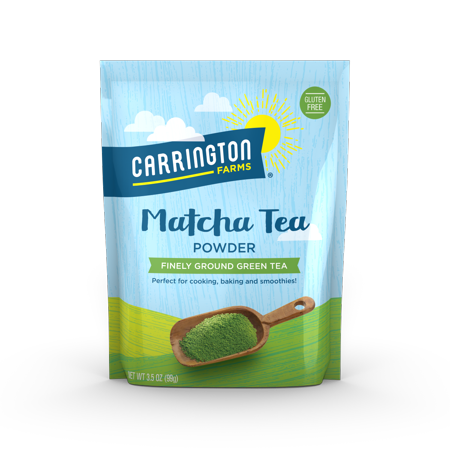 GLUTEN
FREE
CARRINGTON
FARMS®
Matcha Tea
POWDER
FINELY GROUND GREEN TEA
Perfect for cooking, baking and smoothies!
NET WT 3.5 OZ (99g)